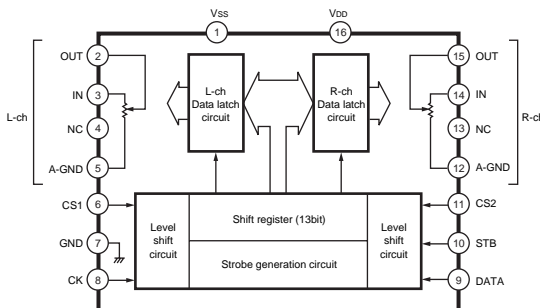 VSS
VDD
1
16
L-ch
OUT 2
IN 3
NC 4
A-GND 5
CS1 6
GND 7
CK 8
L-ch
Data latch
circuit
R-ch
Data latch
circuit
15 OUT
14 IN
13 NC
12 A-GND
11 CS2
10 STB
9 DATA
R-ch
Level
shift
circuit
Shift register (13bit)
Strobe generation circuit
Level
shift
circuit